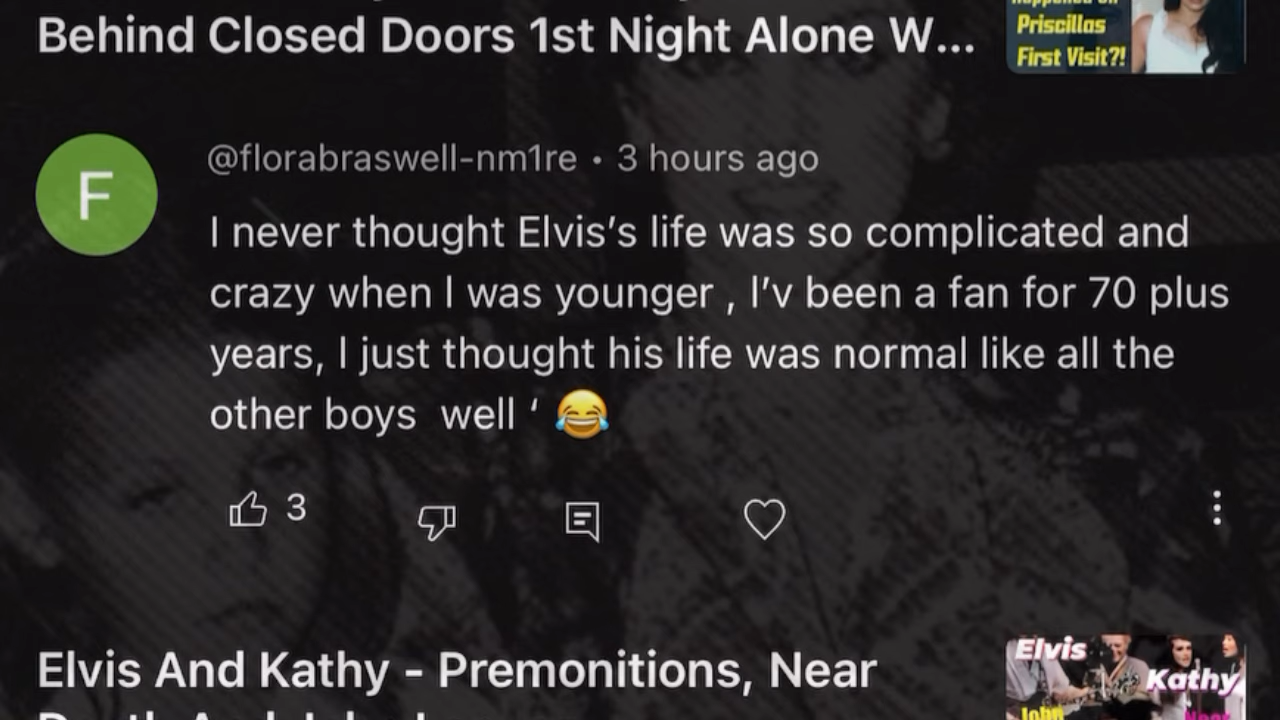 Behind Closed Doors 1st Night Alone W...
Priscillas
First Visit?!
F
@florabraswell-nm1re • 3 hours ago
I never thought Elvis’s life was so complicated and
crazy when I was younger , I’v been a fan for 70 plus
years, I just thought his life was normal like all the
other boys  well ‘ 😂
3
Elvis And Kathy - Premonitions, Near
Elvis
Kathy
John